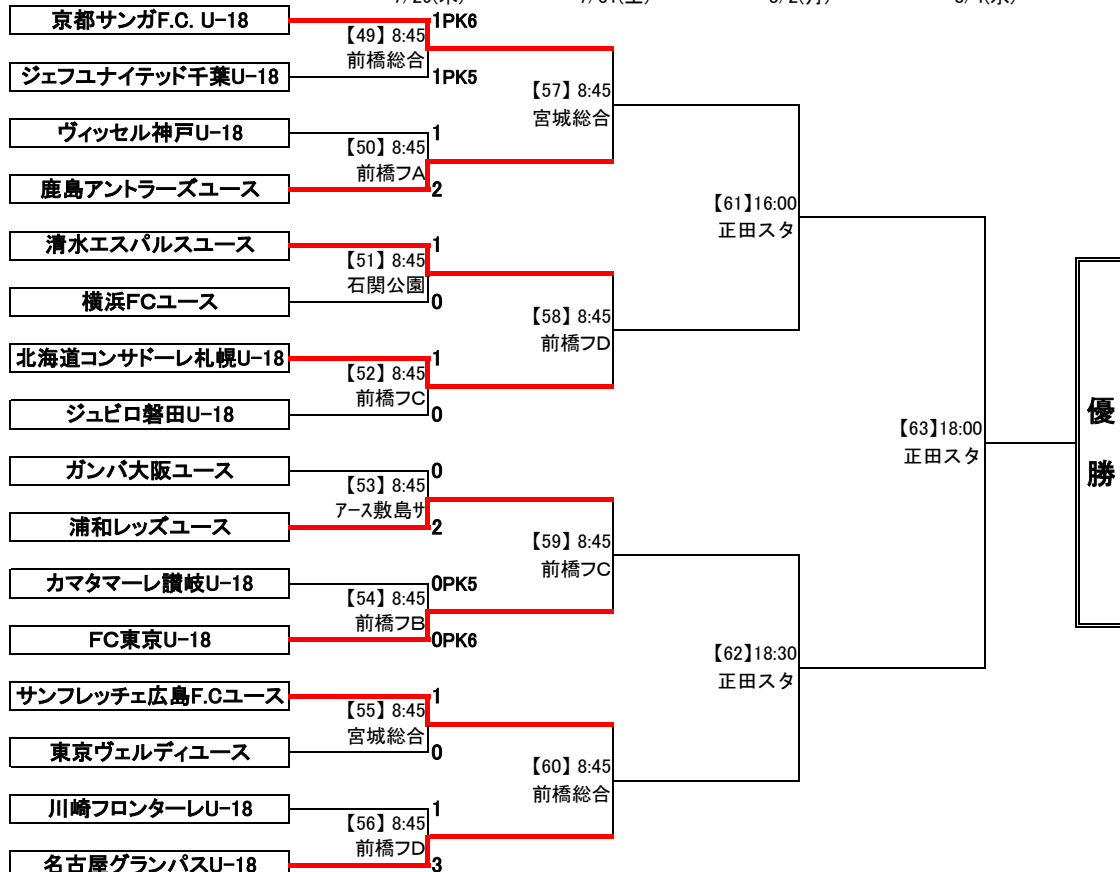 京都サンガF.C. U-18
1PK6
【49】 8:45
前橋総合
ジェフユナイテッド千葉U-18
1PK5
【57】 8:45
宮城総合
ヴィッセル神戸U-18
1
【50】 8:45
前橋フA
鹿島アントラーズユース
2
【61】16:00
正田スタ
清水エスパルスユース
1
【51】 8:45
石関公園
横浜FCユース
0
【58】 8:45
前橋フD
北海道コンサドーレ札幌U-18
1
【52】 8:45
前橋フC
ジュビロ磐田U-18
0
【63】18:00
正田スタ
優
勝
ガンバ大阪ユース
0
【53】 8:45
アース敷島サ
浦和レッズユース
2
【59】 8:45
前橋フC
カマタマーレ讃岐U-18
0PK5
【54】 8:45
前橋フB
FC東京U-18
0PK6
【62】18:30
正田スタ
サンフレッチェ広島F.Cユース
1
【55】 8:45
宮城総合
東京ヴェルディユース
0
【60】 8:45
前橋総合
川崎フロンターレU-18
1
【56】 8:45
前橋フD
名古屋グランパスU-18
3